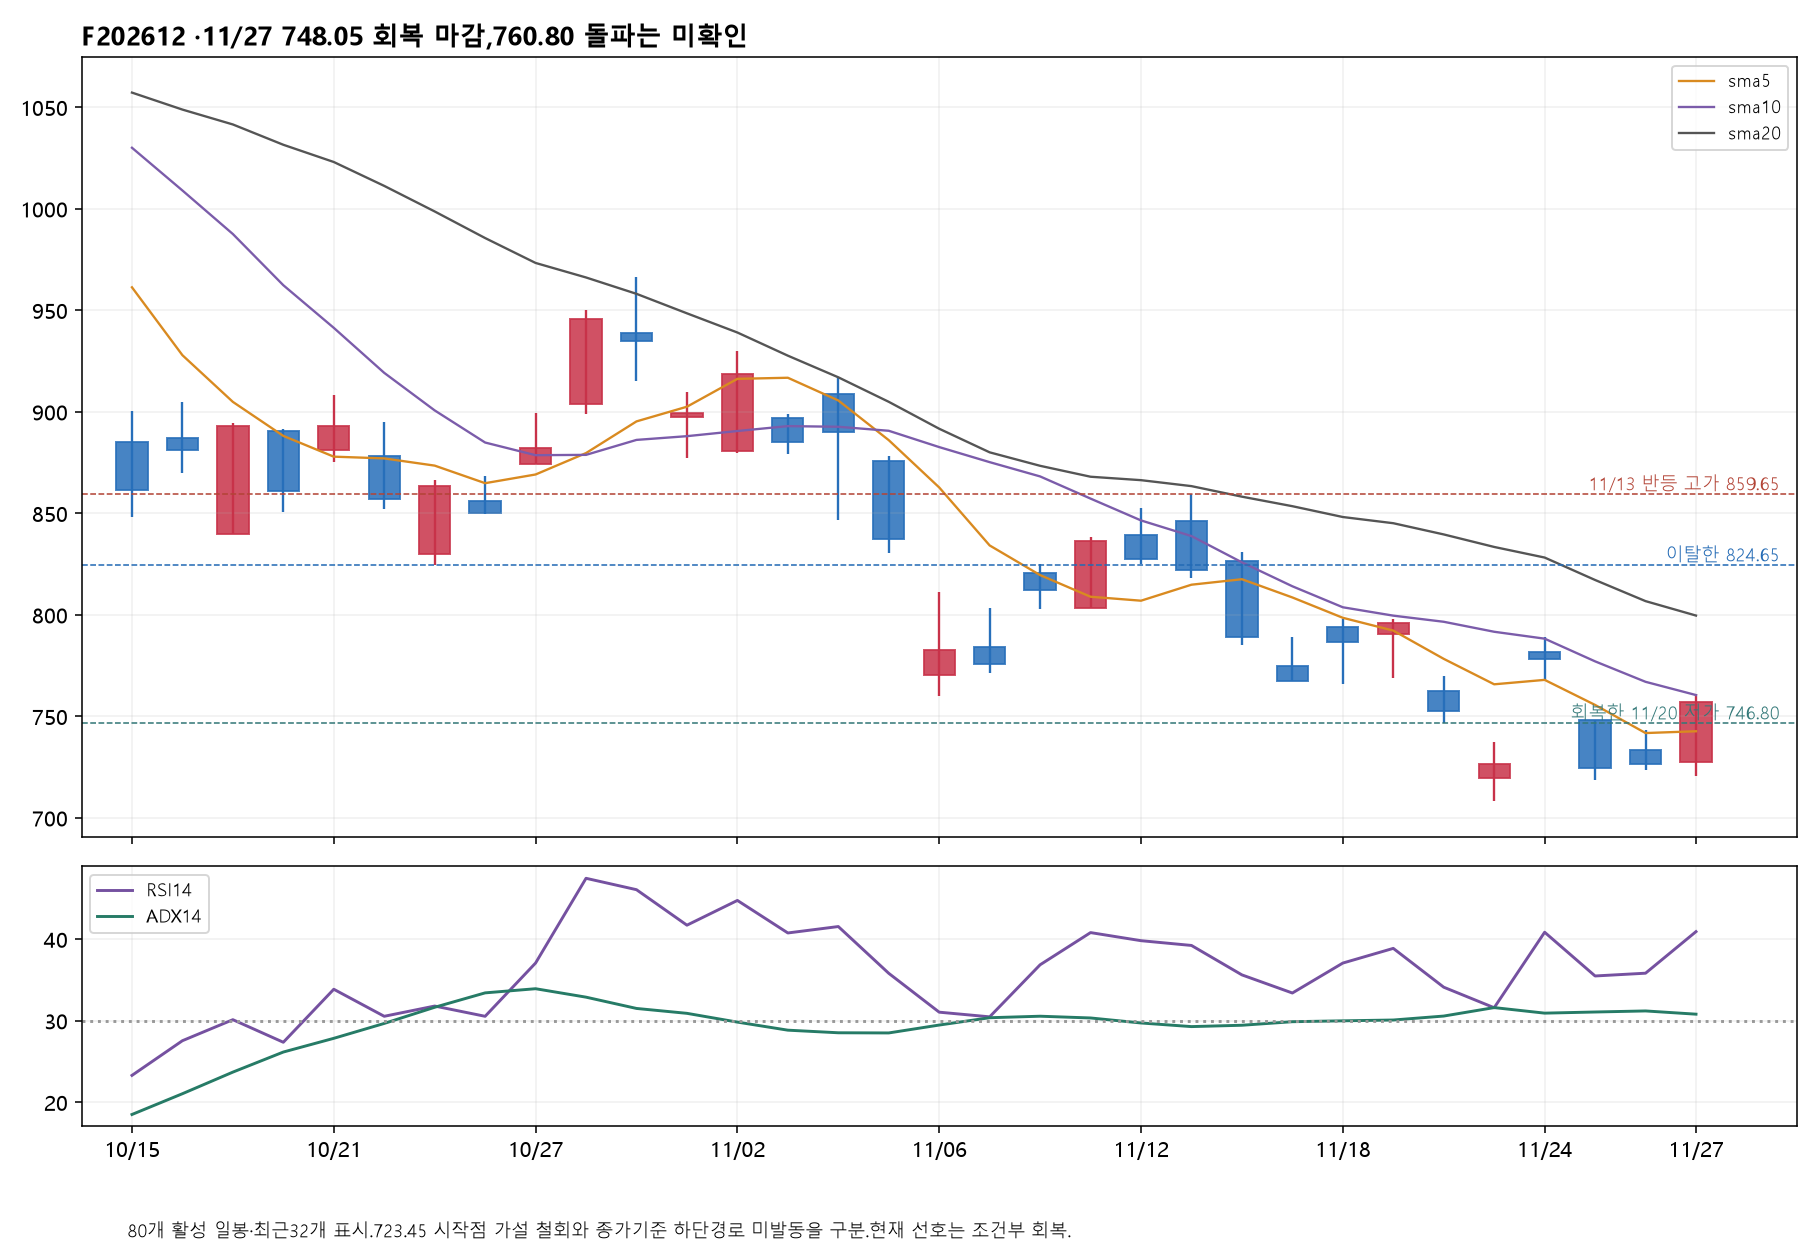 F202612 ·11/27 748.05 회복 마감,760.80 돌파는 미확인
sma5
sma10
sma20
1050
1000
950
900
850
800
750
700
11/13 반등 고가 859.65
이탈한 824.65
회복한 11/20 저가 746.80
RSI14
ADX14
40
30
20
10/15
10/21
10/27
11/02
11/06
11/12
11/18
11/24
11/27
80개 활성 일봉·최근32개 표시.723.45 시작점 가설 철회와 종가기준 하단경로 미발동을 구분.현재 선호는 조건부 회복.